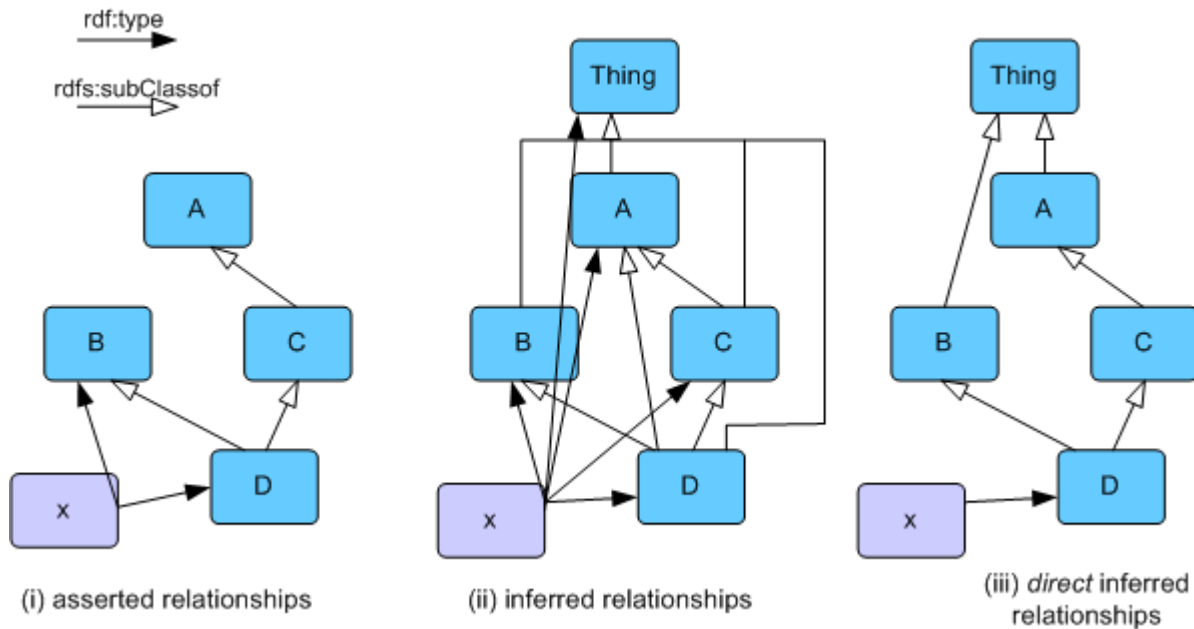 rdf:type
rdfs:subClassof
A
B
C
D
x
(i) asserted relationships
Thing
A
B
C
D
x
(ii) inferred relationships
Thing
A
B
C
D
x
(iii) direct inferred
relationships